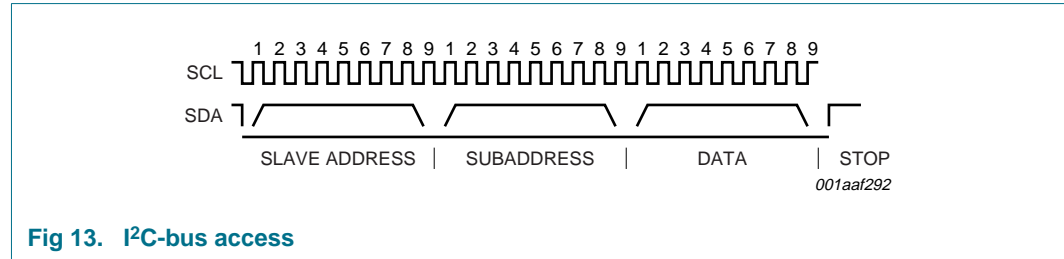 1 2 3 4 5 6 7 8 9 1 2 3 4 5 6 7 8 9 1 2 3 4 5 6 7 8 9
SCL
SDA
SLAVE ADDRESS | SUBADDRESS | DATA | STOP
001aaf292
Fig 13. I²C-bus access